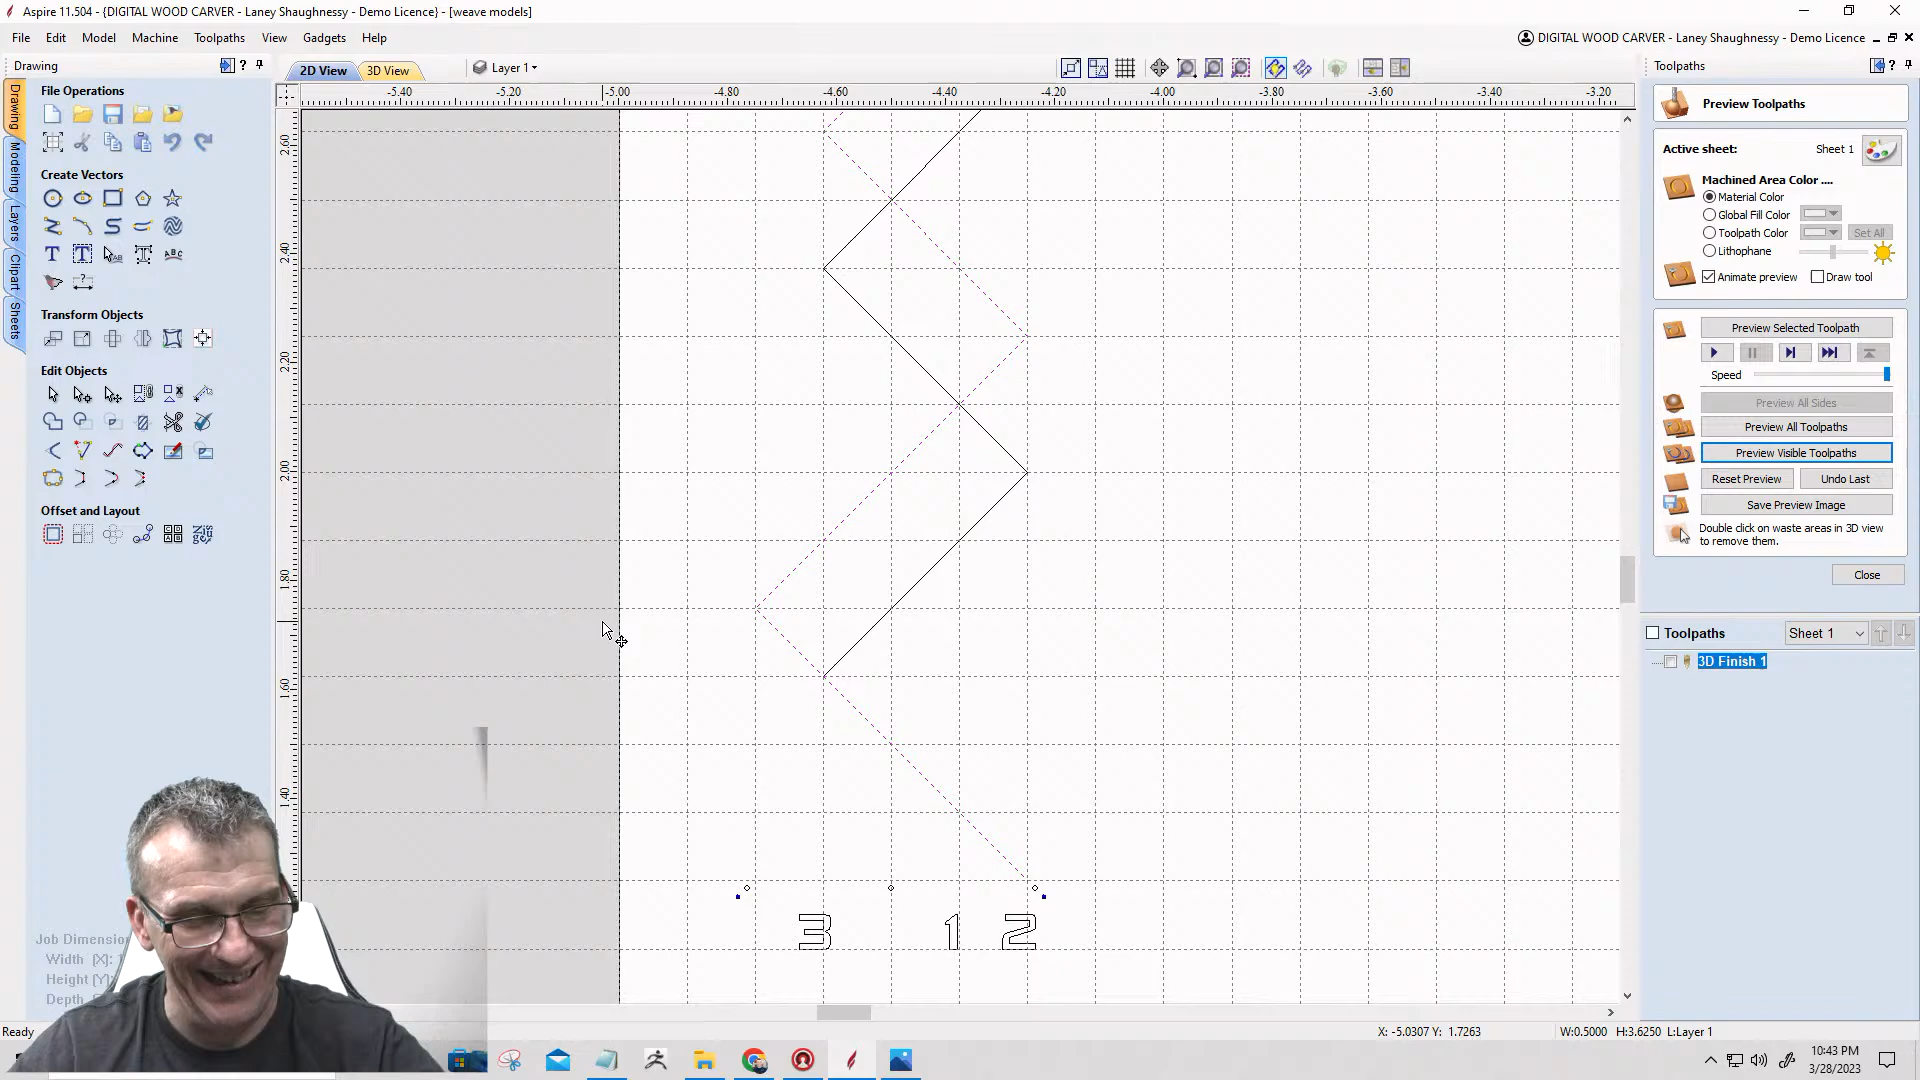 Aspire 11.504 - {DIGITAL WOOD CARVER - Laney Shaughnessy - Demo Licence} - [weave models]
File Edit Model Machine Toolpaths View Gadgets Help
DIGITAL WOOD CARVER - Laney Shaughnessy - Demo Licence
Drawing
2D View 3D View Layer 1
Toolpaths
-5.40 -5.20 -5.00 -4.80 -4.60 -4.40 -4.20 -4.00 -3.80 -3.60 -3.40 -3.20
Drawing
Modeling
Layers
Clipart
Sheets
File Operations
Create Vectors
Transform Objects
Edit Objects
Offset and Layout
2.60
2.40
2.20
2.00
1.80
1.60
1.40
3 1 2
Job Dimension
Width (X): 1
Height (Y):
Depth
Preview Toolpaths
Active sheet: Sheet 1
Machined Area Color ....
Material Color
Global Fill Color
Toolpath Color Set All
Lithophane
Animate preview Draw tool
Preview Selected Toolpath
Speed
Preview All Sides
Preview All Toolpaths
Preview Visible Toolpaths
Reset Preview Undo Last
Save Preview Image
Double click on waste areas in 3D view
to remove them.
Close
Toolpaths Sheet 1
3D Finish 1
Ready
X: -5.0307 Y: 1.7263
W:0.5000 H:3.6250 L:Layer 1
10:43 PM
3/28/2023